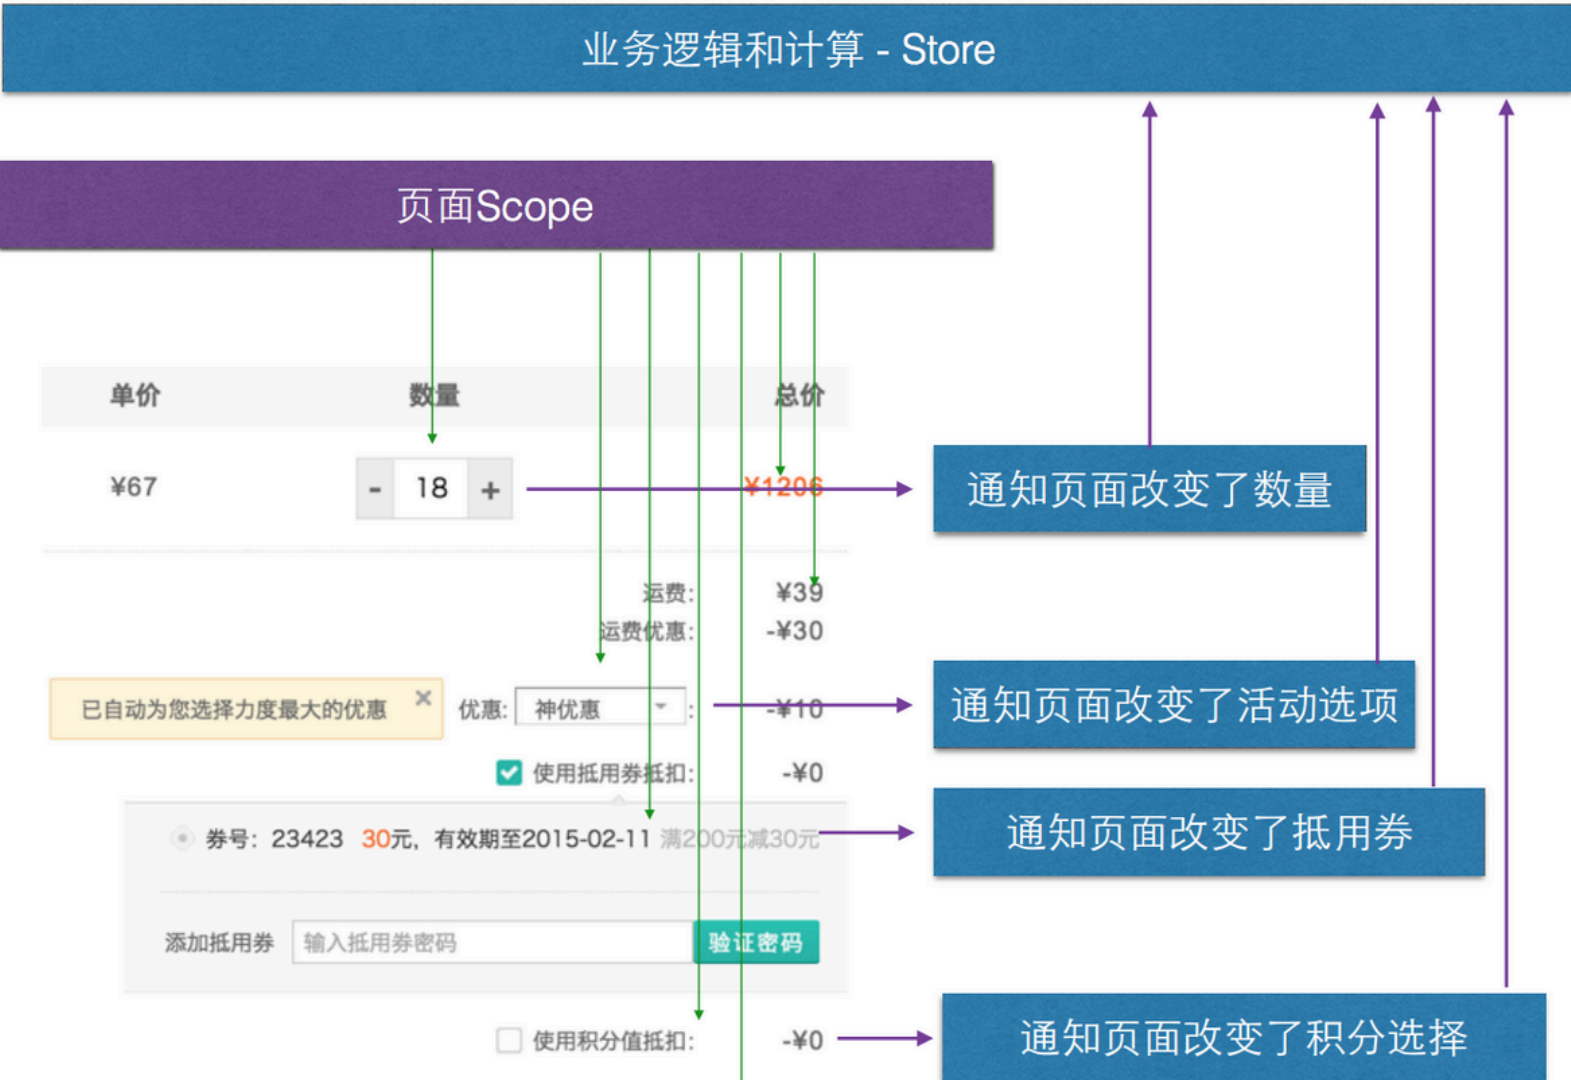 业务逻辑和计算 - Store
页面Scope
单价 数量 总价
¥67 - 18 + ¥1206
通知页面改变了数量
运费: ¥39
运费优惠: -¥30
已自动为您选择力度最大的优惠 × 优惠: 神优惠 : -¥10
通知页面改变了活动选项
使用抵用券抵扣: -¥0
券号: 23423 30元, 有效期至2015-02-11 满200元减30元
通知页面改变了抵用券
添加抵用券 输入抵用券密码 验证密码
使用积分值抵扣: -¥0
通知页面改变了积分选择